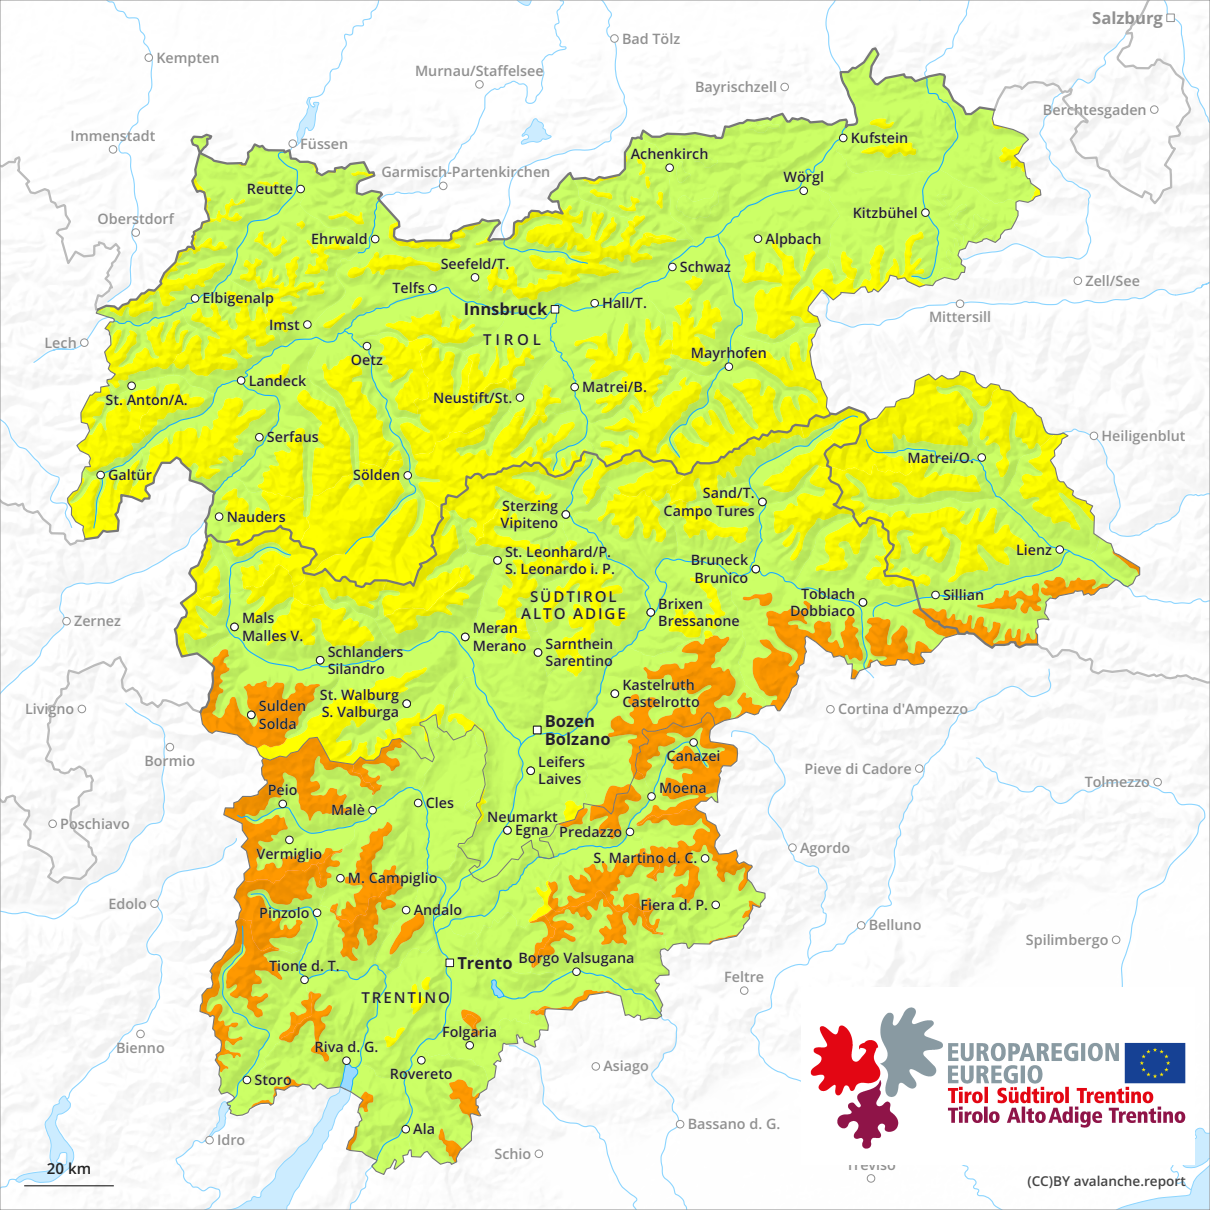 Salzburg
Bad Tölz
Kempten
Murnau/Staffelsee
Bayrischzell
Berchtesgaden
Immenstadt
Füssen
Kufstein
Achenkirch
Garmisch-Partenkirchen
Wörgl
Reutte
Oberstdorf
Kitzbühel
Ehrwald
Alpbach
Seefeld/T.
Schwaz
Zell/See
Telfs
Elbigenalp
Hall/T.
Innsbruck
Mittersill
Imst
TIROL
Lech
Oetz
Mayrhofen
Landeck
Matrei/B.
St. Anton/A.
Neustift/St.
Serfaus
Heiligenblut
Matrei/O.
Galtür
Sölden
Sand/T.
Campo Tures
Sterzing
Vipiteno
Nauders
Lienz
St. Leonhard/P.
S. Leonardo i. P.
Bruneck
Brunico
SÜDTIROL
ALTO ADIGE
Toblach
Dobbiaco
Sillian
Brixen
Bressanone
Zernez
Mals
Malles V.
Meran
Merano
Sarnthein
Sarentino
Schlanders
Silandro
Kastelruth
Castelrotto
St. Walburg
S. Valburga
Sulden
Solda
Livigno
Cortina d'Ampezzo
Bozen
Bolzano
Bormio
Canazei
Leifers
Laives
Pieve di Cadore
Tolmezzo
Peio
Moena
Malè
Cles
Neumarkt
Egna
Predazzo
Poschiavo
Vermiglio
S. Martino d. C.
Agordo
M. Campiglio
Edolo
Pinzolo
Andalo
Fiera d. P.
Belluno
Spilimbergo
Borgo Valsugana
Trento
Tione d. T.
Feltre
TRENTINO
Folgaria
Bienno
Riva d. G.
Rovereto
Asiago
Storo
EUROPAREGION
EUREGIO
Tirol Südtirol Trentino
Tirolo Alto Adige Trentino
Ala
Bassano d. G.
Idro
Schio
Treviso
20 km
(CC)BY avalanche.report